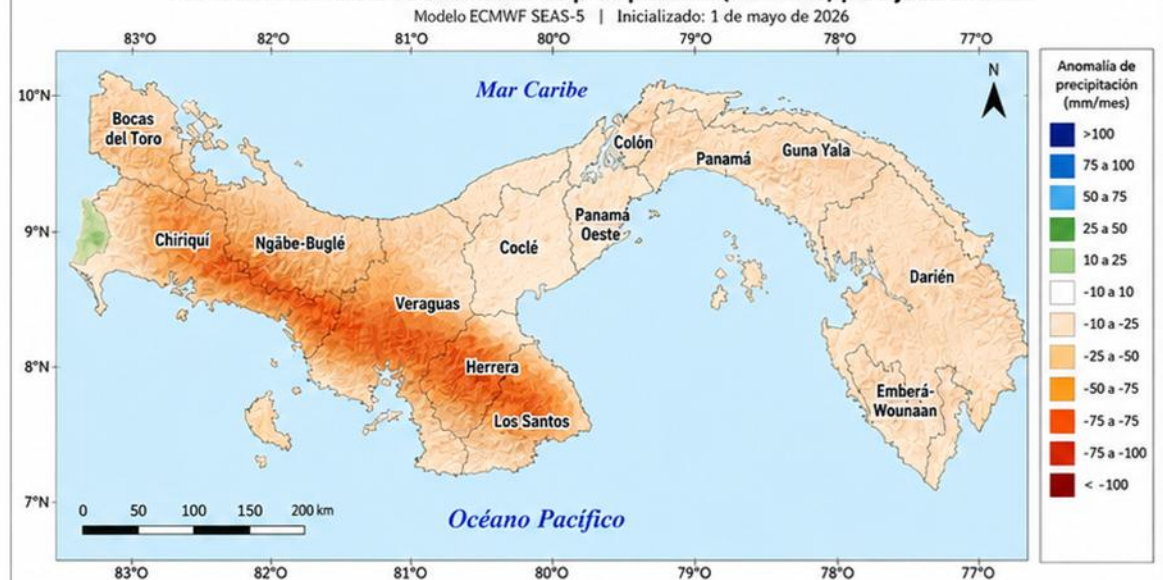 Modelo ECMWF SEAS-5 | Inicializado: 1 de mayo de 2026
83°O 82°O 81°O 80°O 79°O 78°O 77°O
10°N
9°N
8°N
7°N
Mar Caribe
N
Bocas
del Toro
Colón
Panamá
Guna Yala
Chiriquí
Ngäbe-Buglé
Coclé
Panamá
Oeste
Veraguas
Darién
Herrera
Los Santos
Emberá-
Wounaan
0 50 100 150 200 km
Océano Pacífico
83°O 82°O 81°O 80°O 79°O 78°O 77°O
Anomalía de
precipitación
(mm/mes)
>100
75 a 100
50 a 75
25 a 50
10 a 25
-10 a 10
-10 a -25
-25 a -50
-50 a -75
-75 a -75
-75 a -100
< -100